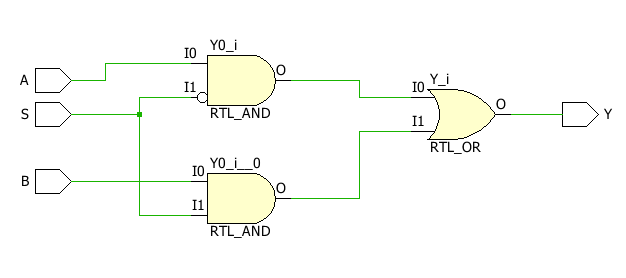 Y0_i
I0
A
O
I1
Y_i
I0
RTL_AND
O
S
Y
I1
RTL_OR
Y0_i__0
I0
B
O
I1
RTL_AND